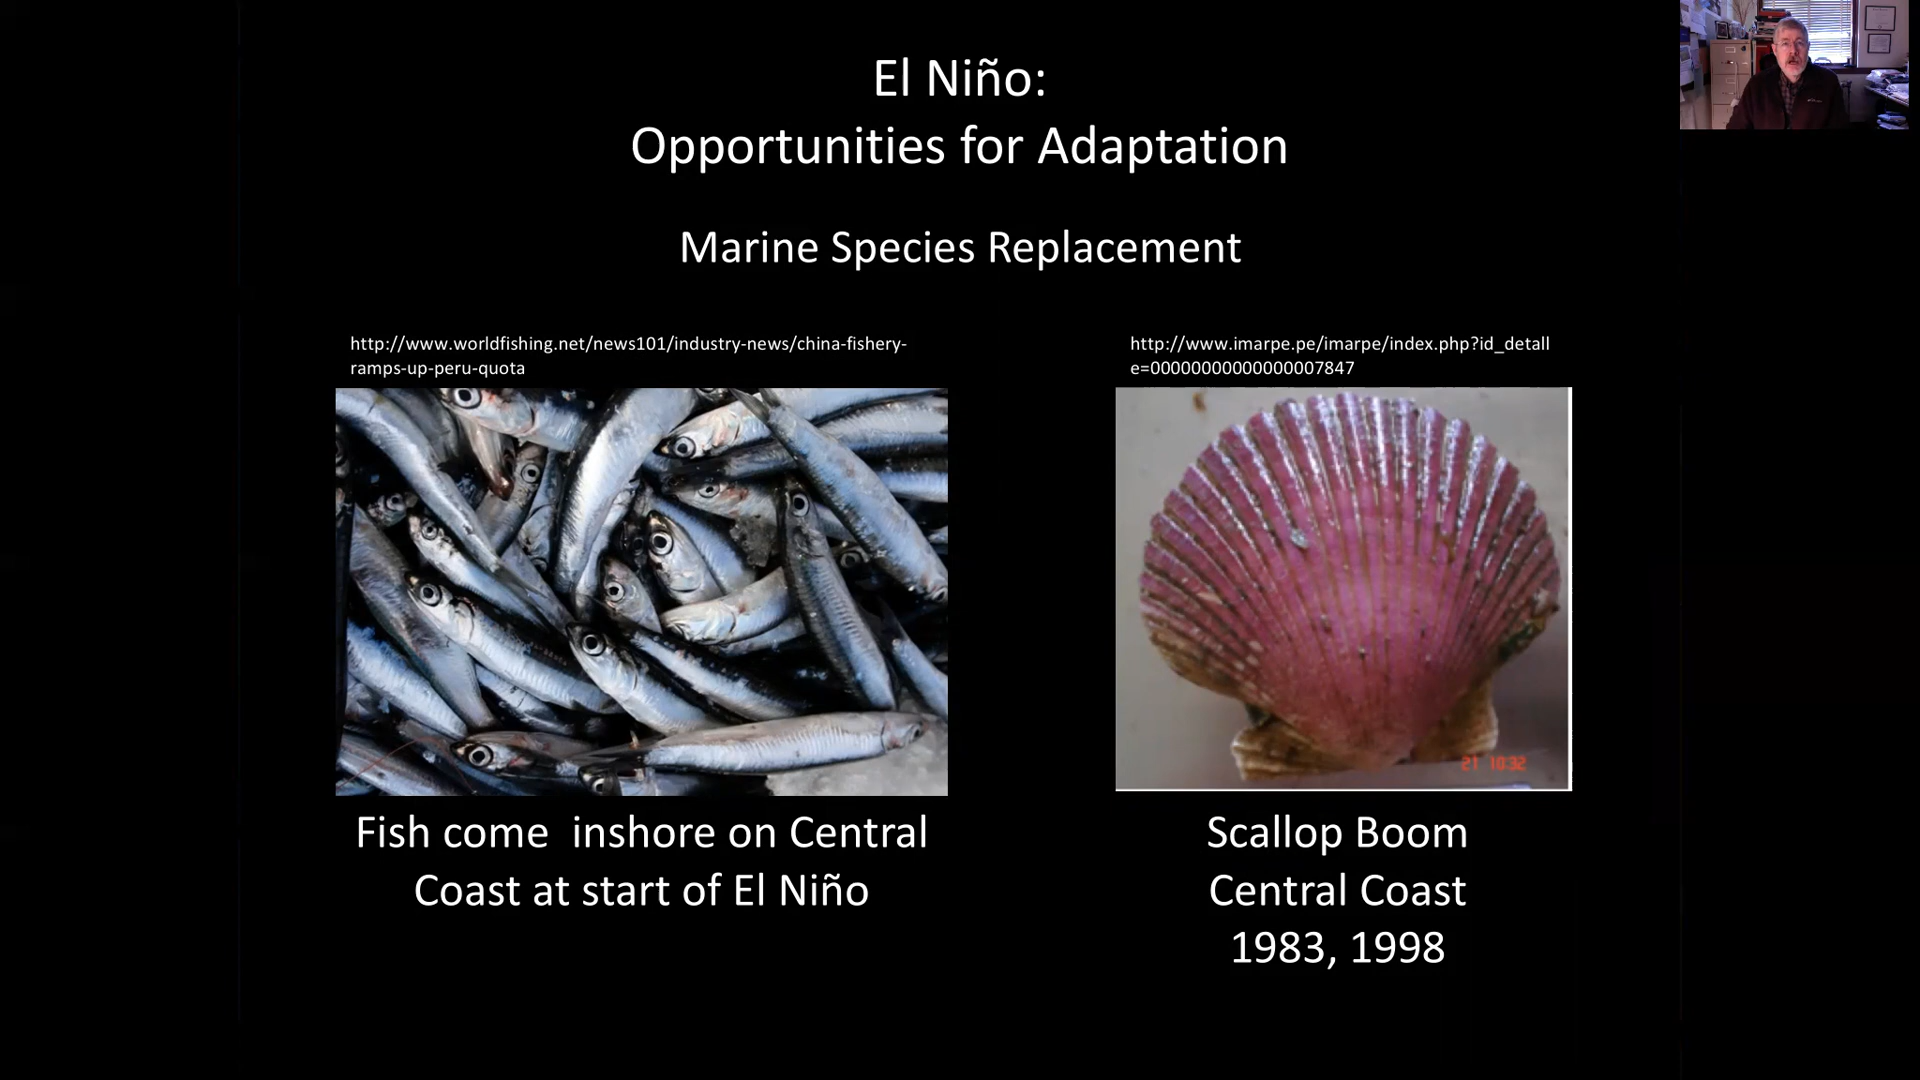 El Niño:
Opportunities for Adaptation
Marine Species Replacement
http://www.worldfishing.net/news101/industry-news/china-fishery-
ramps-up-peru-quota
http://www.imarpe.pe/imarpe/index.php?id_detall
e=00000000000000007847
21 10:32
Fish come  inshore on Central
Coast at start of El Niño
Scallop Boom
Central Coast
1983, 1998